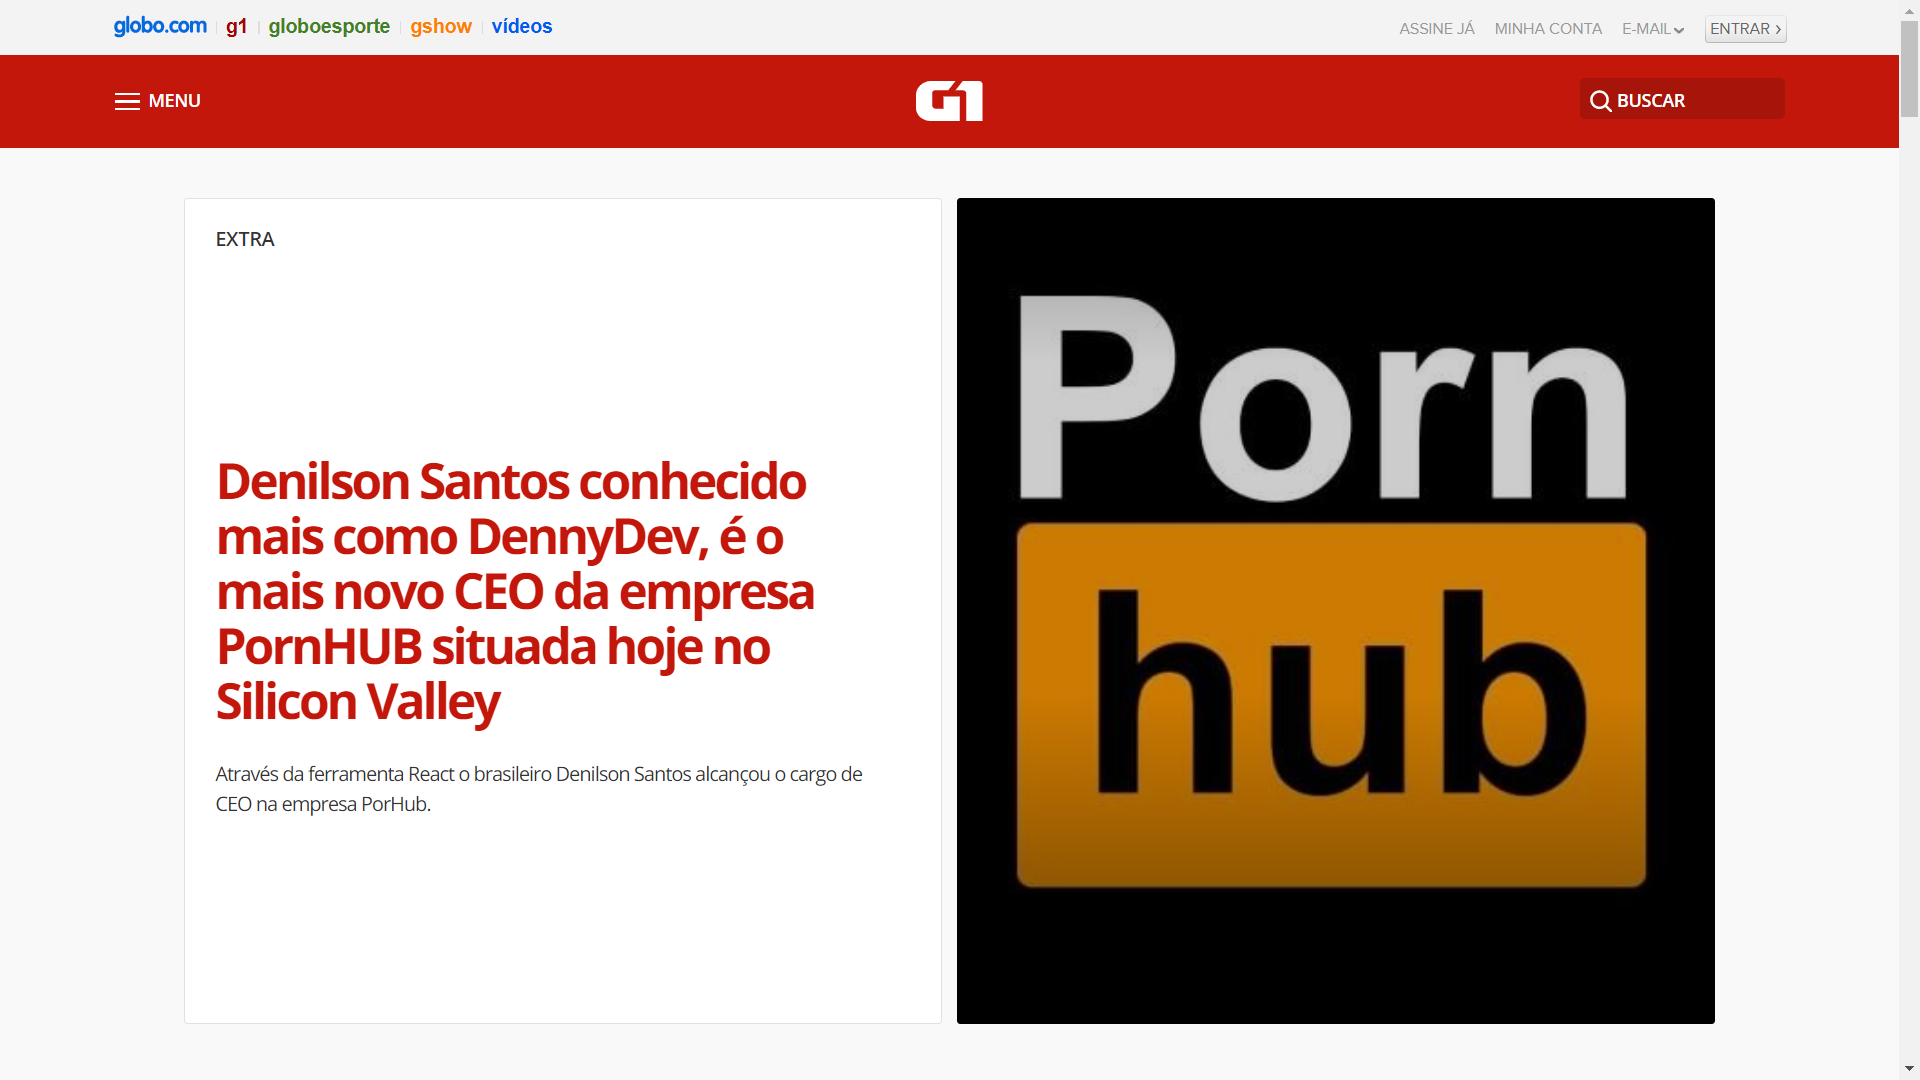 globo.com g1 globoesporte gshow vídeos
ASSINE JÁ MINHA CONTA E-MAIL ENTRAR ›
MENU
G1
BUSCAR
EXTRA
Denilson Santos conhecido
mais como DennyDev, é o
mais novo CEO da empresa
PornHUB situada hoje no
Silicon Valley
Através da ferramenta React o brasileiro Denilson Santos alcançou o cargo de
CEO na empresa PorHub.
Porn
hub